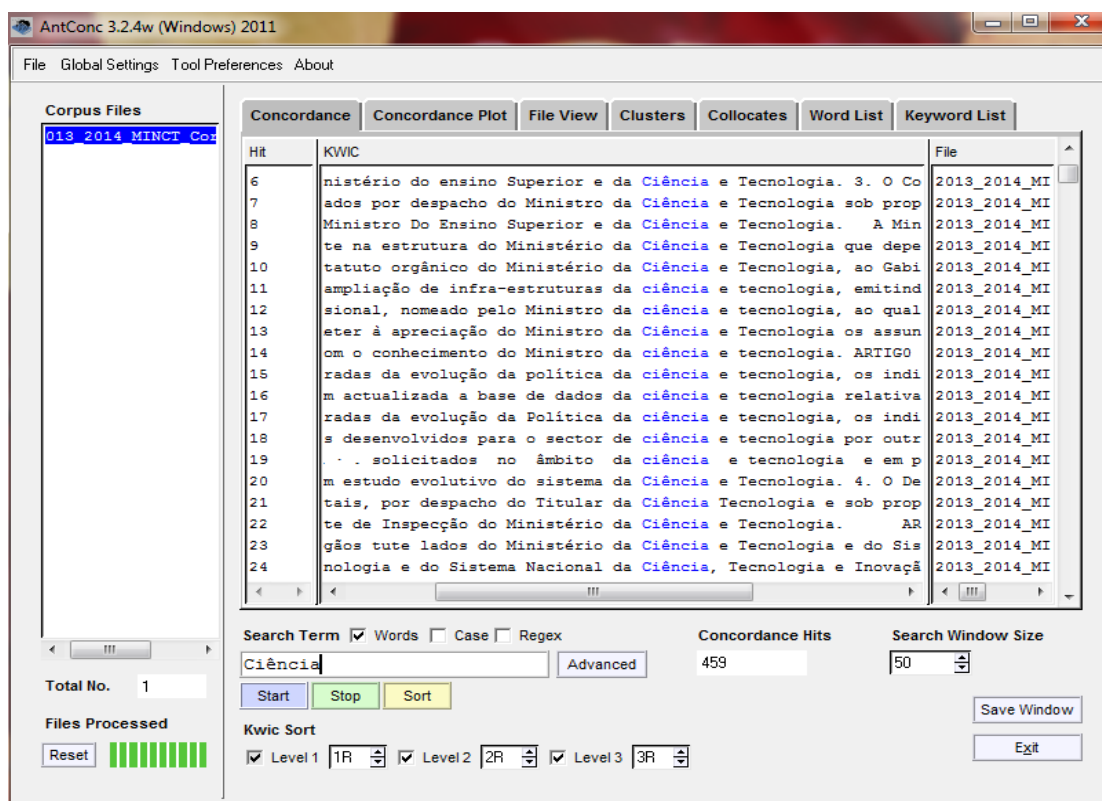 AntConc 3.2.4w (Windows) 2011
File Global Settings Tool Preferences About
Corpus Files
013_2014_MINCT_Cor
Concordance Concordance Plot File View Clusters Collocates Word List Keyword List
Hit KWIC File
6 nistério do ensino Superior e da Ciência e Tecnologia. 3. O Co 2013_2014_MI
7 ados por despacho do Ministro da Ciência e Tecnologia sob prop 2013_2014_MI
8 Ministro Do Ensino Superior e da Ciência e Tecnologia. A Min 2013_2014_MI
9 te na estrutura do Ministério da Ciência e Tecnologia que depe 2013_2014_MI
10 tatuto orgânico do Ministério da Ciência e Tecnologia, ao Gabi 2013_2014_MI
11 ampliação de infra-estruturas da ciência e tecnologia, emitind 2013_2014_MI
12 sional, nomeado pelo Ministro da ciência e tecnologia, ao qual 2013_2014_MI
13 eter à apreciação do Ministro da Ciência e Tecnologia os assun 2013_2014_MI
14 om o conhecimento do Ministro da ciência e tecnologia. ARTIG0 2013_2014_MI
15 radas da evolução da política da ciência e tecnologia, os indi 2013_2014_MI
16 m actualizada a base de dados da ciência e tecnologia relativa 2013_2014_MI
17 radas da evolução da Política da ciência e tecnologia, os indi 2013_2014_MI
18 s desenvolvidos para o sector de ciência e tecnologia por outr 2013_2014_MI
19 . · . solicitados no âmbito da ciência e tecnologia e em p 2013_2014_MI
20 m estudo evolutivo do sistema da Ciência e Tecnologia. 4. O De 2013_2014_MI
21 tais, por despacho do Titular da Ciência Tecnologia e sob prop 2013_2014_MI
22 te de Inspecção do Ministério da Ciência e Tecnologia. AR 2013_2014_MI
23 gãos tute lados do Ministério da Ciência e Tecnologia e do Sis 2013_2014_MI
24 nologia e do Sistema Nacional da Ciência, Tecnologia e Inovaçã 2013_2014_MI
Search Term Words Case Regex Concordance Hits Search Window Size
Ciência Advanced 459 50
Total No. 1
Start Stop Sort
Save Window
Files Processed
Kwic Sort
Reset Level 1 1R Level 2 2R Level 3 3R
Exit